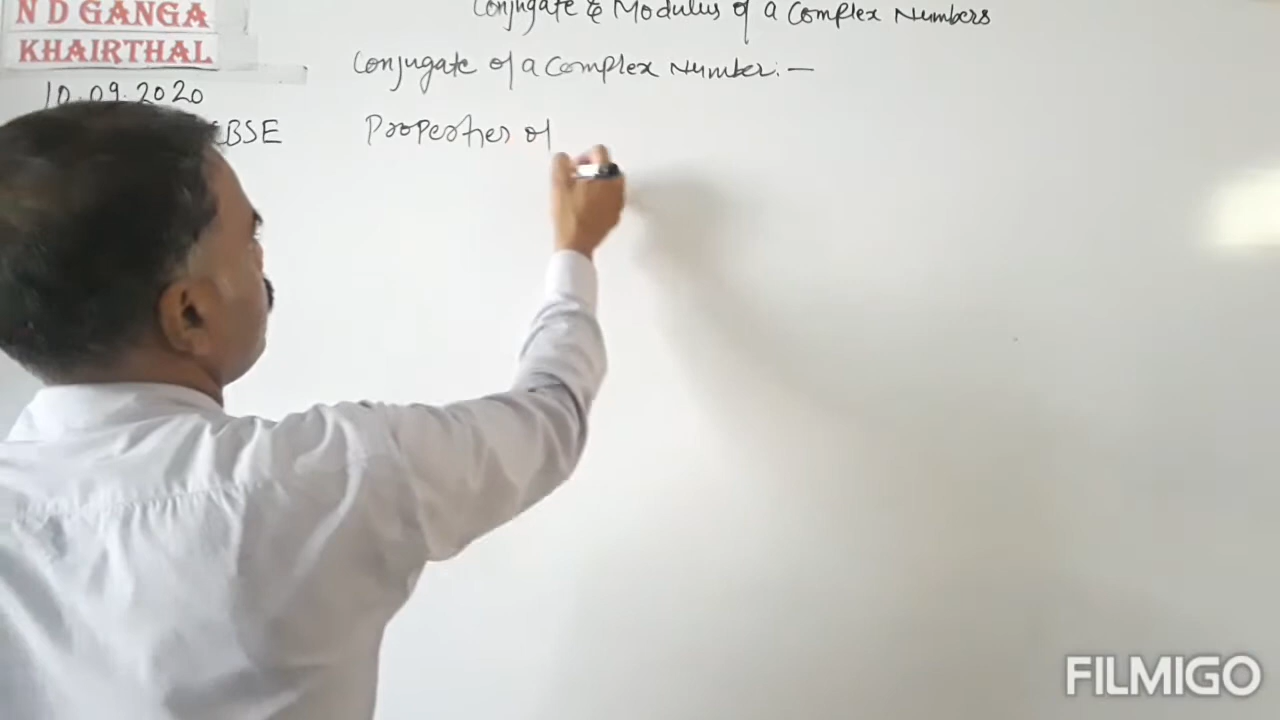 N D GANGA
Conjugate & Modulus of a Complex Numbers
KHAIRTHAL
Conjugate of a Complex Number:-
10.09.2020
CBSE
Properties of
FILMIGO